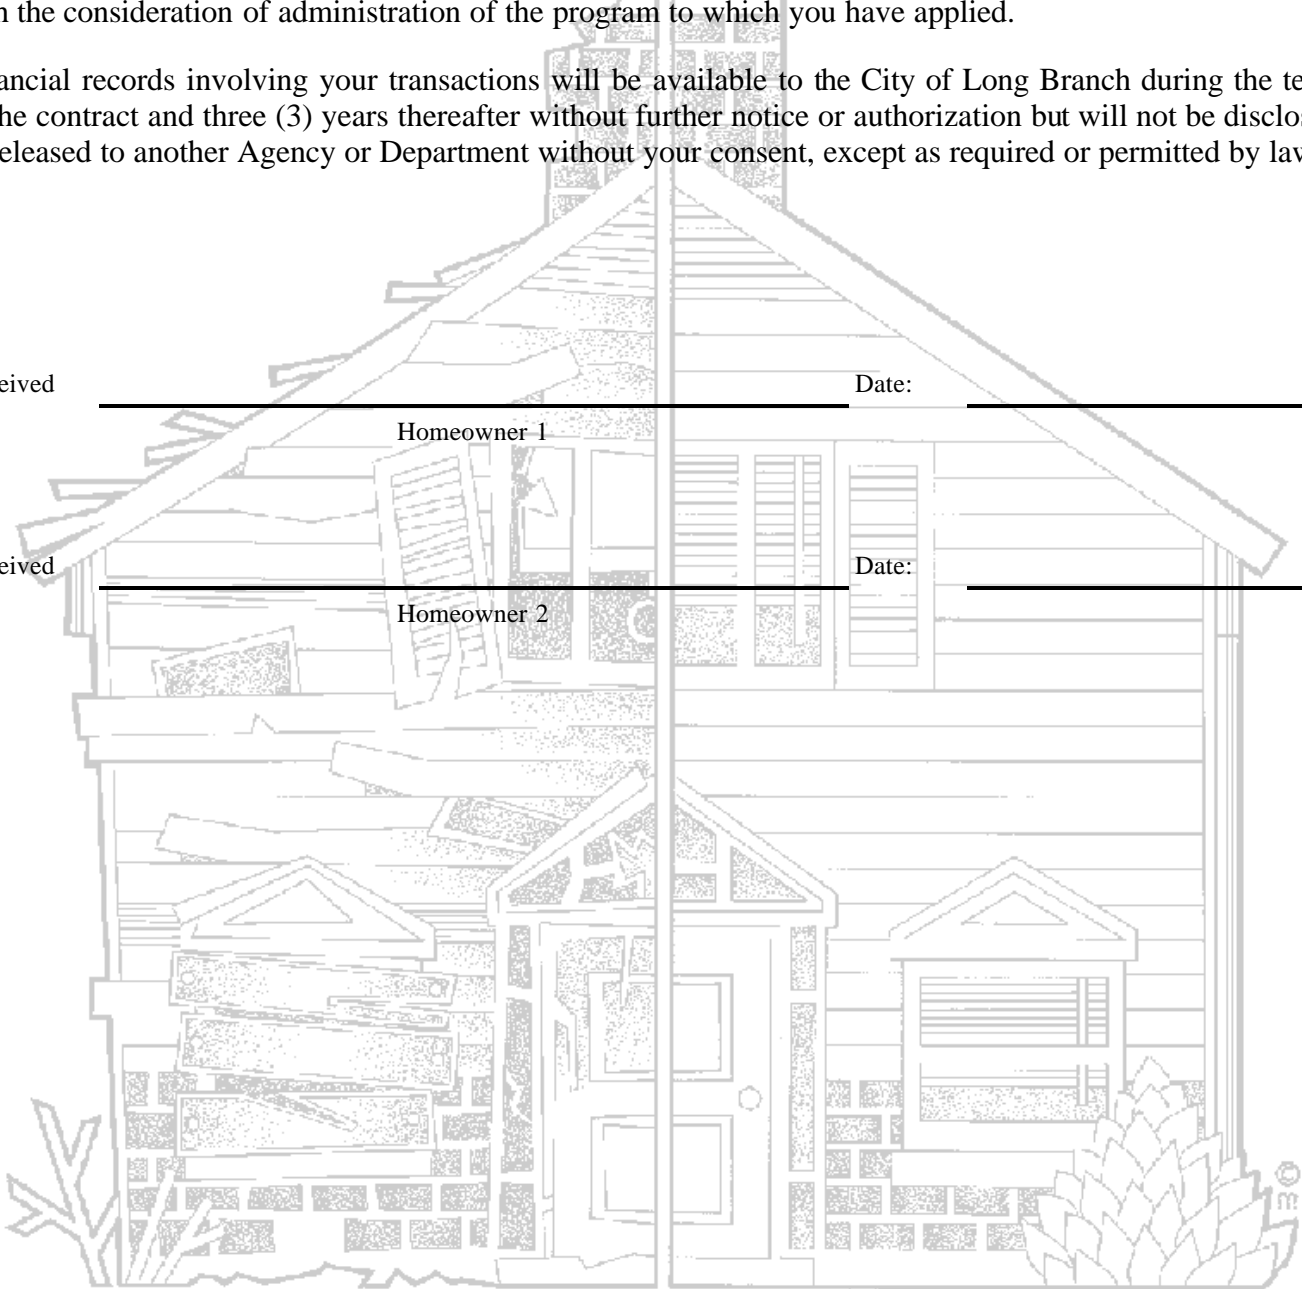 n the consideration of administration of the program to which you have applied.
ancial records involving your transactions will be available to the City of Long Branch during the te
he contract and three (3) years thereafter without further notice or authorization but will not be disclos
eleased to another Agency or Department without your consent, except as required or permitted by law
eived Date:
Homeowner 1
eived Date:
Homeowner 2
©